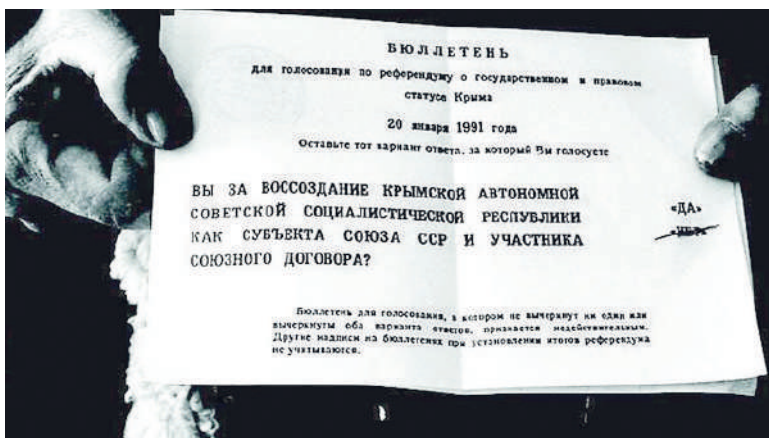 БЮЛЛЕТЕНЬ
для голосования по референдуму о государственном и правовом
статусе Крыма
20 января 1991 года
Оставьте тот вариант ответа, за который Вы голосуете
ВЫ ЗА ВОССОЗДАНИЕ КРЫМСКОЙ АВТОНОМНОЙ
СОВЕТСКОЙ СОЦИАЛИСТИЧЕСКОЙ РЕСПУБЛИКИ
КАК СУБЪЕКТА СОЮЗА ССР И УЧАСТНИКА
СОЮЗНОГО ДОГОВОРА?
«ДА»
«НЕТ»
Бюллетень для голосования, в котором не вычеркнут ни один или
вычеркнуты оба варианта ответов, признается недействительным.
Другие надписи на бюллетенях при установлении итогов референдума
не учитываются.